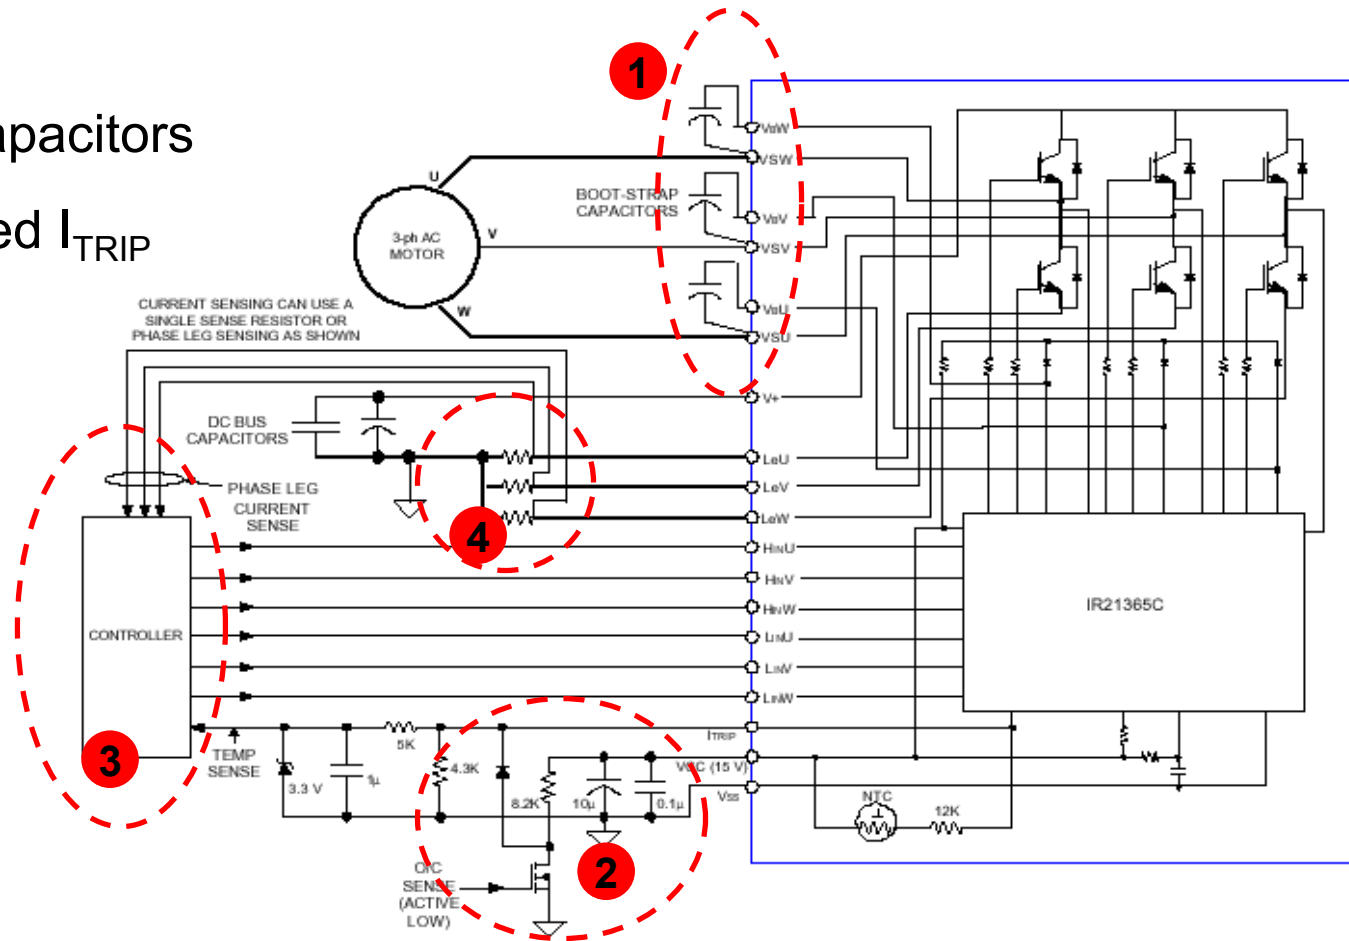 apacitors
ed ITRIP
1
BOOT-STRAP
CAPACITORS
U
V
W
3-ph AC
MOTOR
CURRENT SENSING CAN USE A
SINGLE SENSE RESISTOR OR
PHASE LEG SENSING AS SHOWN
DC BUS
CAPACITORS
PHASE LEG
CURRENT
SENSE
4
CONTROLLER
3
TEMP
SENSE
3.3 V
1µ
5K
4.3K
8.2K
10µ
0.1µ
2
O/C
SENSE
(ACTIVE
LOW)
VBW
VSW
VBV
VSV
VBU
VSU
V+
LeU
LeV
LeW
HINU
HINV
HINW
LINU
LINV
LINW
ITRIP
VCC (15 V)
VSS
IR21365C
NTC
12K